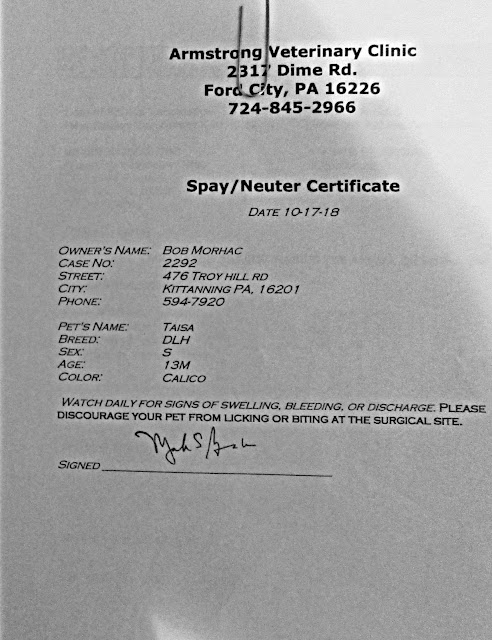 Armstrong Veterinary Clinic
2317 Dime Rd.
Ford City, PA 16226
724-845-2966
Spay/Neuter Certificate
DATE 10-17-18
OWNER'S NAME: BOB MORHAC
CASE NO.: 2292
STREET: 476 TROY HILL RD
CITY: KITTANNING PA, 16201
PHONE: 594-7920
PET'S NAME: TAISA
BREED: DLH
SEX: S
AGE: 13M
COLOR: CALICO
WATCH DAILY FOR SIGNS OF SWELLING, BLEEDING, OR DISCHARGE. PLEASE
DISCOURAGE YOUR PET FROM LICKING OR BITING AT THE SURGICAL SITE.
SIGNED